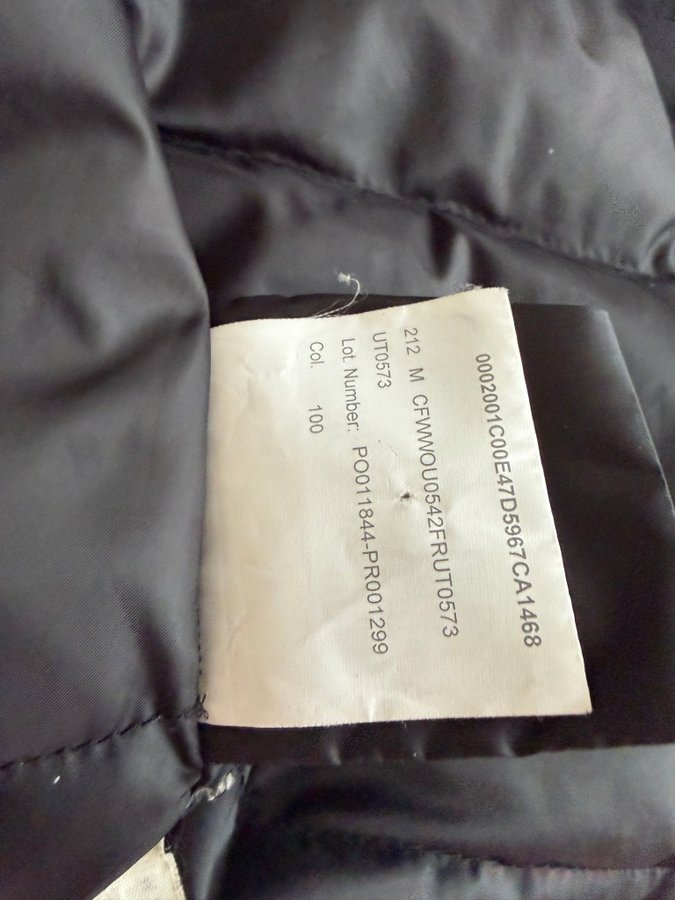 0002001C00E47D5967CA1468
212 M CFWWOU0542FRUT0573
UT0573
Lot. Number: PO011844-PR001299
Col. 100